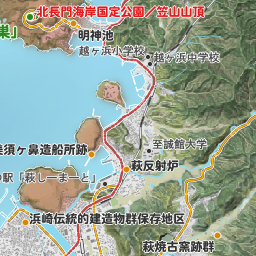 北長門海岸国定公園／笠山山頂
果」
明神池
越ヶ浜小学校
越ヶ浜中学校
至誠館大学
須ヶ鼻造船所跡
萩反射炉
の駅「萩しーまーと」
浜崎伝統的建造物群保存地区
萩焼古窯跡群